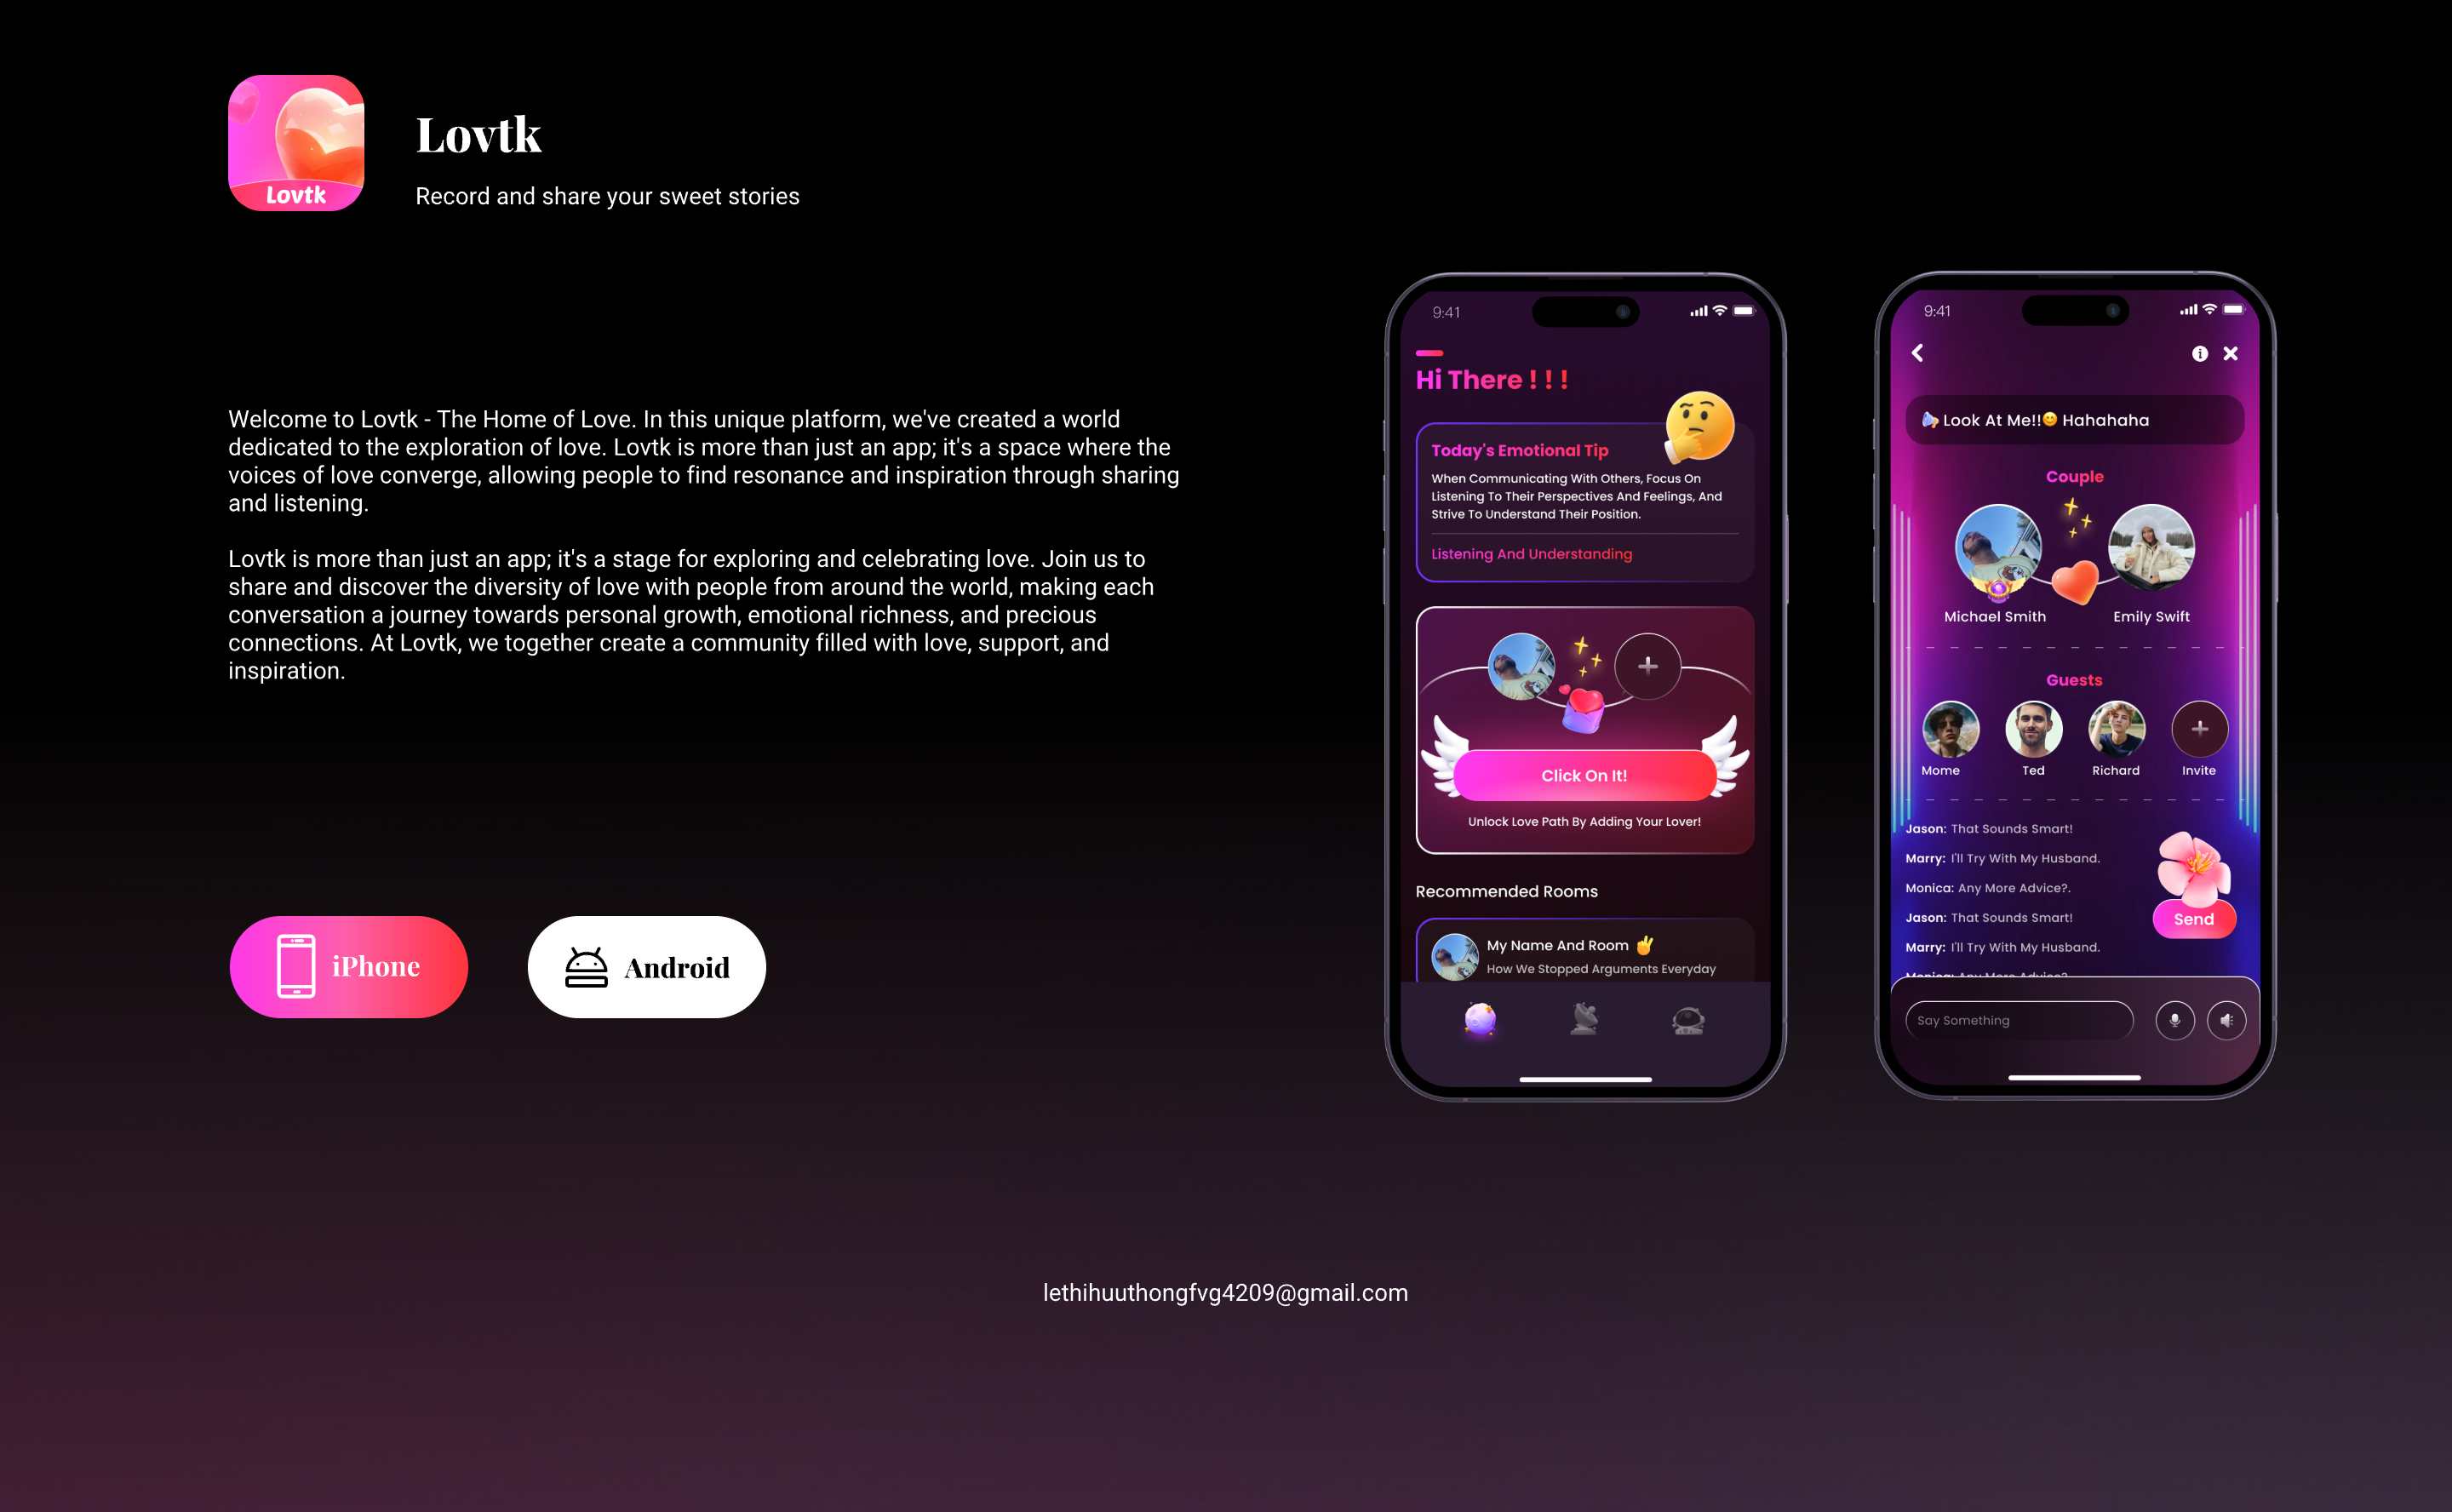 Lovtk
Lovtk
Record and share your sweet stories
Welcome to Lovtk - The Home of Love. In this unique platform, we've created a world
dedicated to the exploration of love. Lovtk is more than just an app; it's a space where the
voices of love converge, allowing people to find resonance and inspiration through sharing
and listening.
Lovtk is more than just an app; it's a stage for exploring and celebrating love. Join us to
share and discover the diversity of love with people from around the world, making each
conversation a journey towards personal growth, emotional richness, and precious
connections. At Lovtk, we together create a community filled with love, support, and
inspiration.
iPhone
Android
9:41
Hi There ! ! !
Today's Emotional Tip
When Communicating With Others, Focus On
Listening To Their Perspectives And Feelings, And
Strive To Understand Their Position.
Listening And Understanding
Click On It!
Unlock Love Path By Adding Your Lover!
Recommended Rooms
My Name And Room ✌️
How We Stopped Arguments Everyday
9:41
Look At Me!!😊 Hahahaha
Couple
Michael Smith
Emily Swift
Guests
Mome
Ted
Richard
Invite
Jason: That Sounds Smart!
Marry: I'll Try With My Husband.
Monica: Any More Advice?.
Jason: That Sounds Smart!
Marry: I'll Try With My Husband.
Monica: Any More Advice?
Send
Say Something
lethihuuthongfvg4209@gmail.com